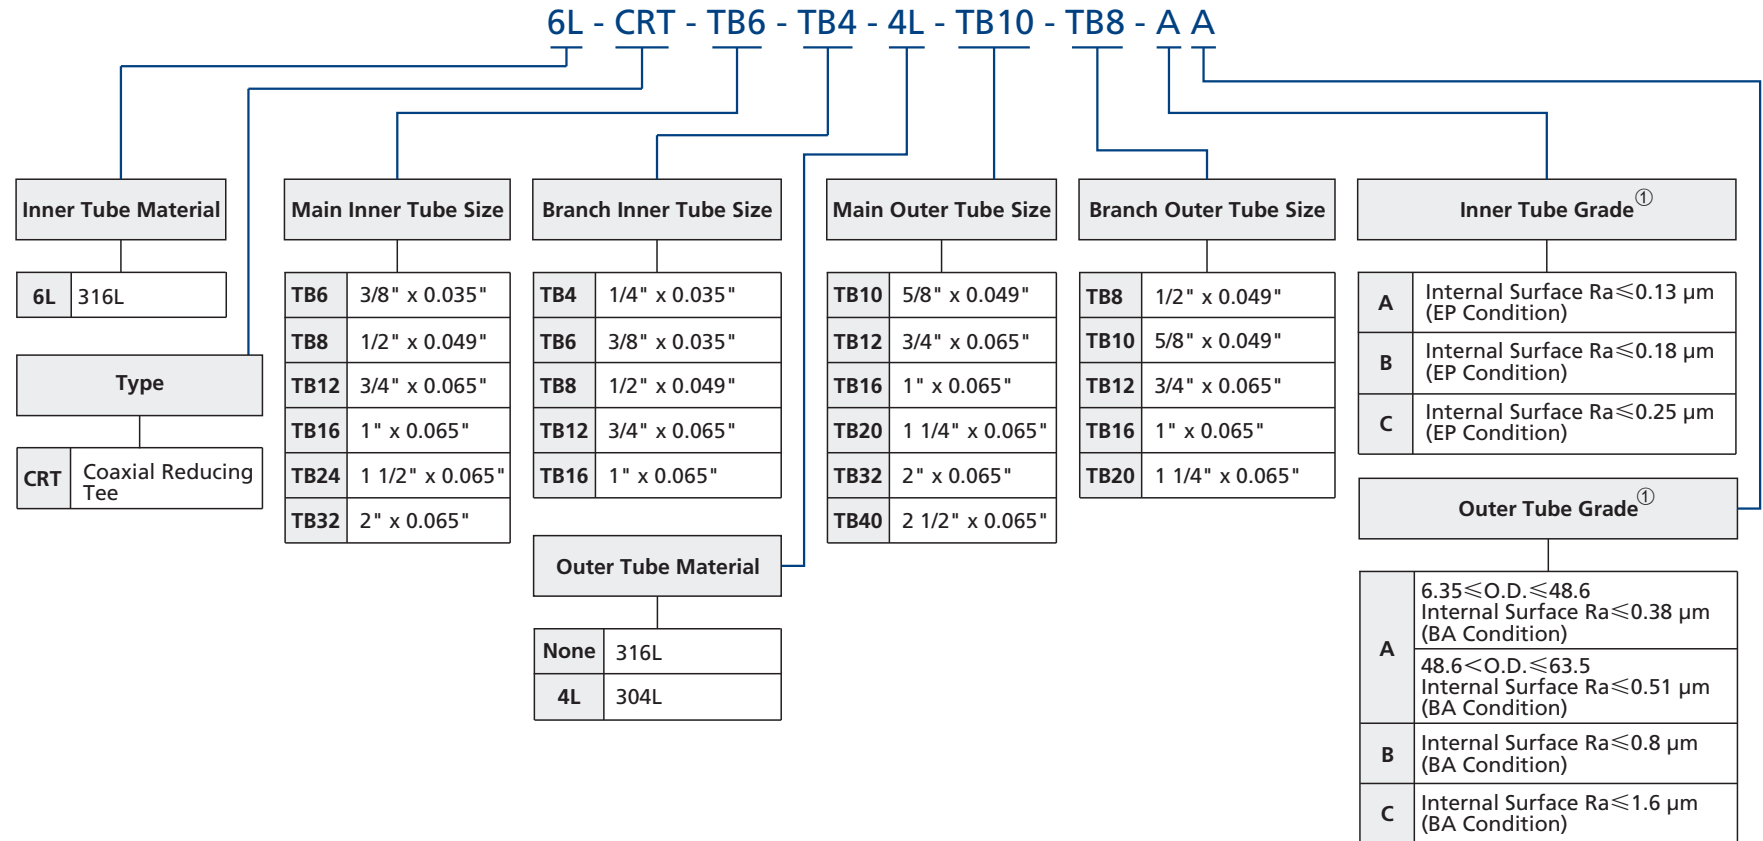 6L - CRT - TB6 - TB4 - 4L - TB10 - TB8 - A A
Inner Tube Material
6L 316L
Type
CRT Coaxial Reducing
Tee
Main Inner Tube Size
TB6 3/8" x 0.035"
TB8 1/2" x 0.049"
TB12 3/4" x 0.065"
TB16 1" x 0.065"
TB24 1 1/2" x 0.065"
TB32 2" x 0.065"
Branch Inner Tube Size
TB4 1/4" x 0.035"
TB6 3/8" x 0.035"
TB8 1/2" x 0.049"
TB12 3/4" x 0.065"
TB16 1" x 0.065"
Outer Tube Material
None 316L
4L 304L
Main Outer Tube Size
TB10 5/8" x 0.049"
TB12 3/4" x 0.065"
TB16 1" x 0.065"
TB20 1 1/4" x 0.065"
TB32 2" x 0.065"
TB40 2 1/2" x 0.065"
Branch Outer Tube Size
TB8 1/2" x 0.049"
TB10 5/8" x 0.049"
TB12 3/4" x 0.065"
TB16 1" x 0.065"
TB20 1 1/4" x 0.065"
Inner Tube Grade①
A Internal Surface Ra≤0.13 µm
(EP Condition)
B Internal Surface Ra≤0.18 µm
(EP Condition)
C Internal Surface Ra≤0.25 µm
(EP Condition)
Outer Tube Grade①
A 6.35≤O.D.≤48.6
Internal Surface Ra≤0.38 µm
(BA Condition)
48.6<O.D.≤63.5
Internal Surface Ra≤0.51 µm
(BA Condition)
B Internal Surface Ra≤0.8 µm
(BA Condition)
C Internal Surface Ra≤1.6 µm
(BA Condition)